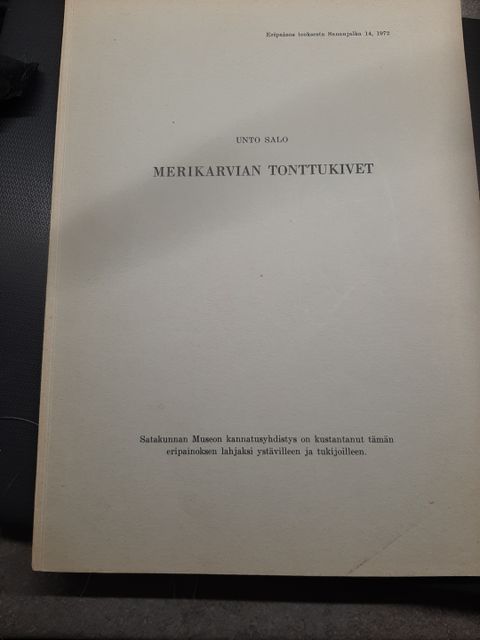 Eripainos teoksesta Sananjalka 14, 1972
UNTO SALO
MERIKARVIAN TONTTUKIVET
Satakunnan Museon kannatusyhdistys on kustantanut tämän
eripainoksen lahjaksi ystävilleen ja tukijoilleen.